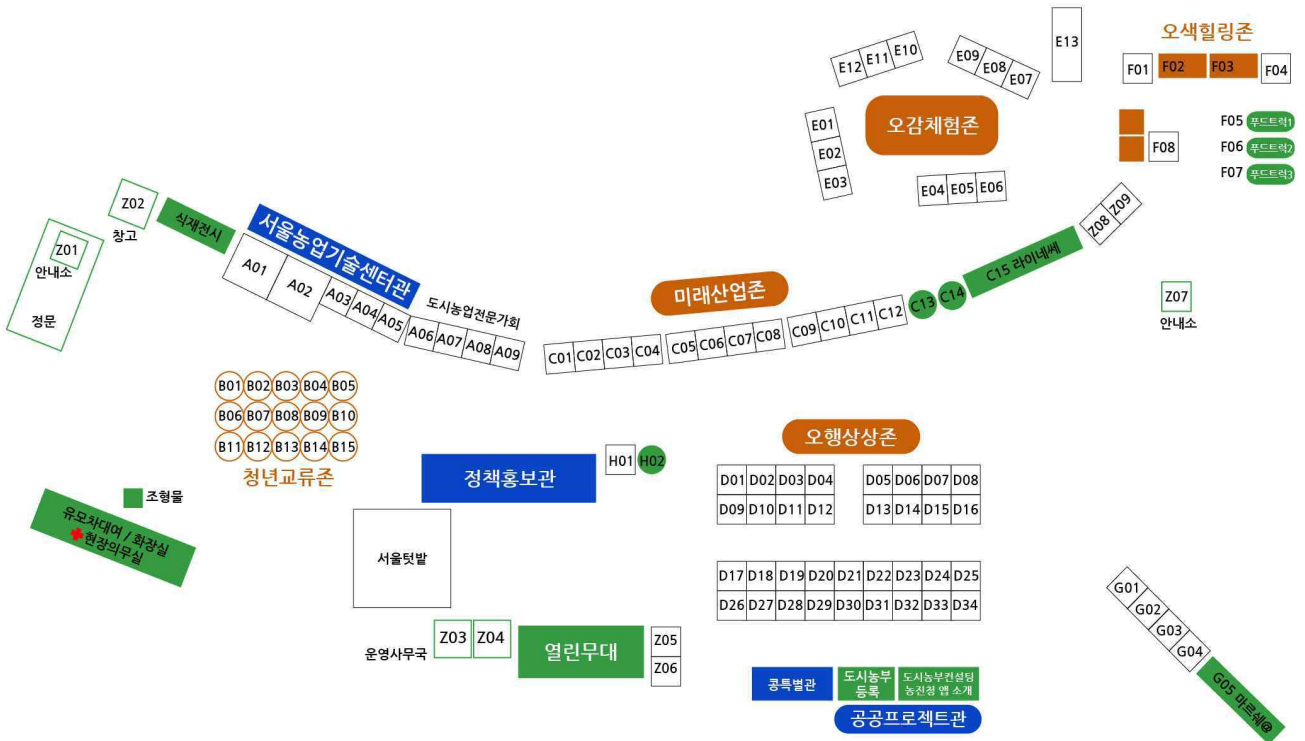 오색힐링존
F01 F02 F03 F04
F05 푸드트럭1
F06 푸드트럭2
F07 푸드트럭3
F08
E13
E12 E11 E10
E09 E08 E07
오감체험존
E01
E02
E03
E04 E05 E06
Z08 Z09
Z07
안내소
Z02
창고
Z01
안내소
정문
식재전시
서울농업기술센터관
A01 A02 A03 A04 A05
도시농업전문가회
A06 A07 A08 A09
미래산업존
C01 C02 C03 C04 C05 C06 C07 C08 C09 C10 C11 C12 C13 C14 C15 라이네쎄
B01 B02 B03 B04 B05
B06 B07 B08 B09 B10
B11 B12 B13 B14 B15
청년교류존
조형물
유모차대여 / 화장실
현장의무실
정책홍보관
H01 H02
서울텃밭
운영사무국
Z03 Z04
열린무대
Z05
Z06
오행상상존
D01 D02 D03 D04 D05 D06 D07 D08
D09 D10 D11 D12 D13 D14 D15 D16
D17 D18 D19 D20 D21 D22 D23 D24 D25
D26 D27 D28 D29 D30 D31 D32 D33 D34
콩특별관
도시농부
등록
도시농부컨설팅
농진청 앱 소개
공공프로젝트관
G01
G02
G03
G04
G05 마르쉐@